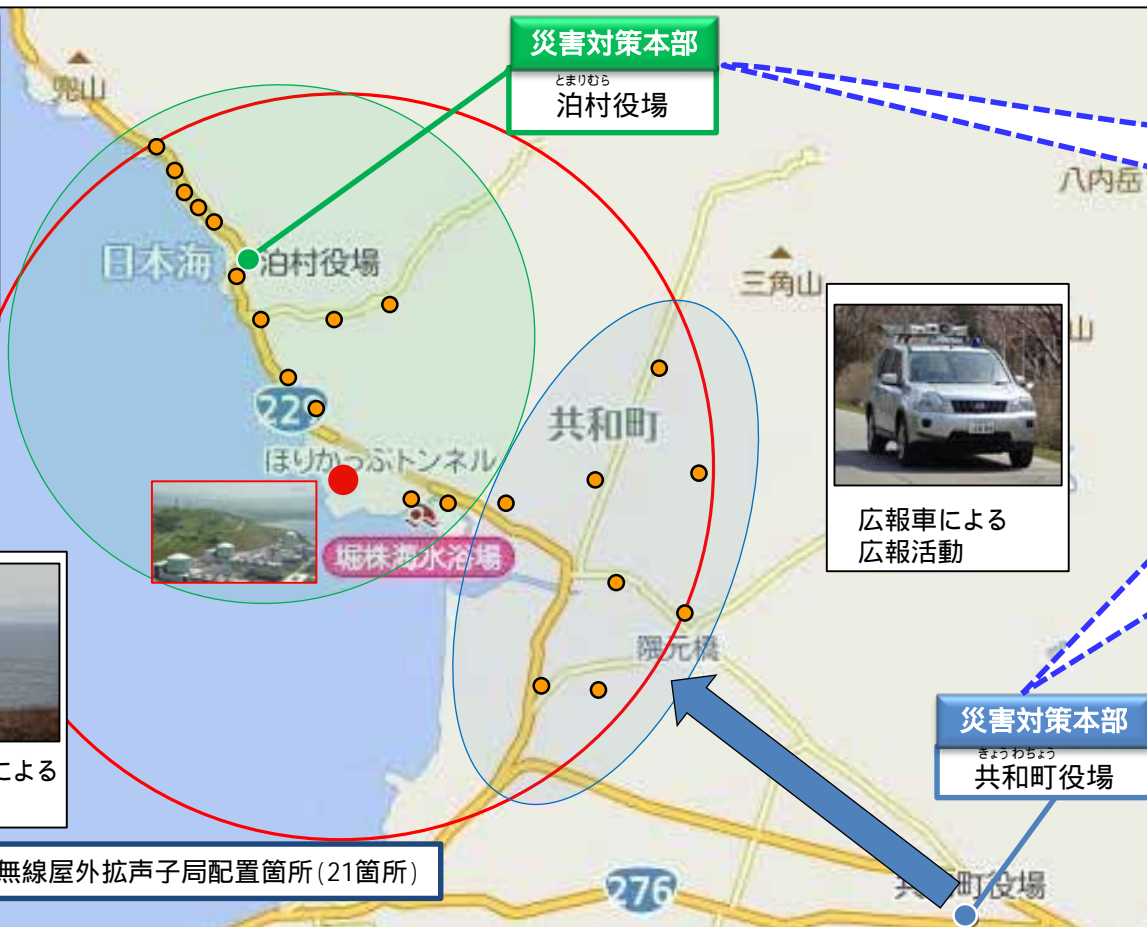 災害対策本部
とまりむら
泊村役場
兜山
八内岳
日本海
泊村役場
三角山
山
229
共和町
ほりかっぷトンネル
堀株海水浴場
広報車による
広報活動
隈元橋
災害対策本部
きょうわちょう
共和町役場
による
無線屋外拡声子局配置箇所(21箇所)
276
共 町役場